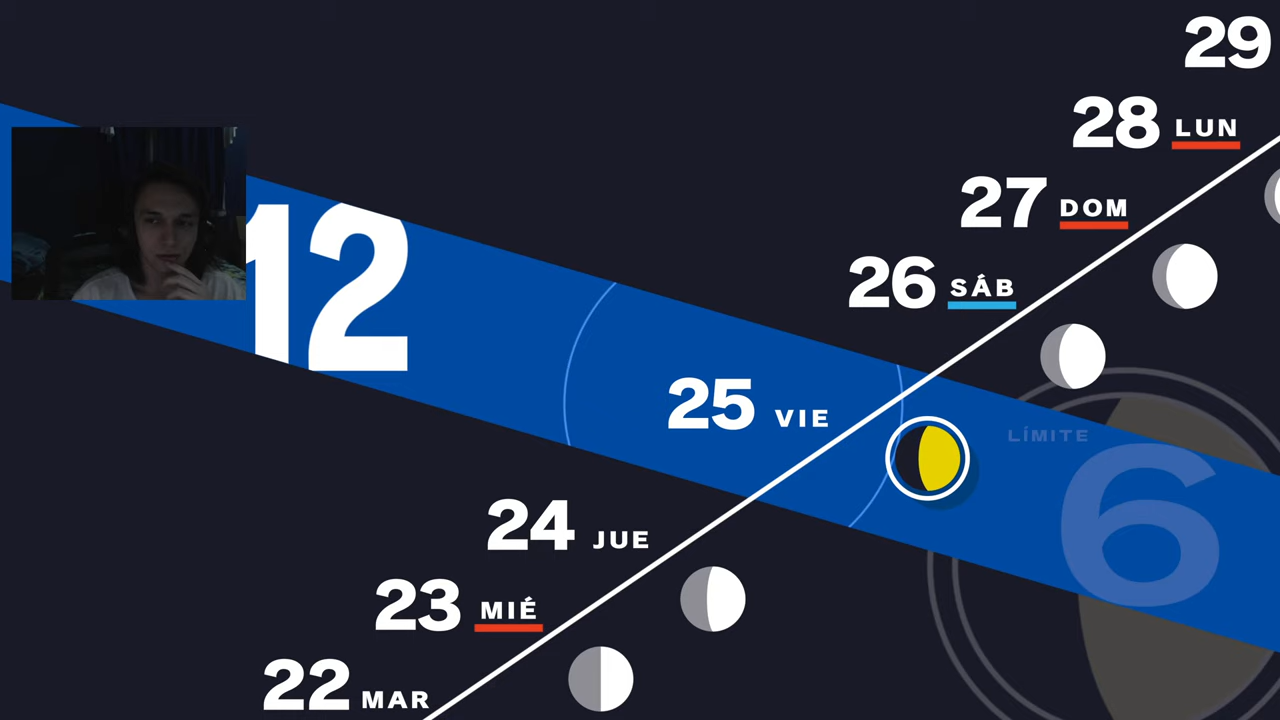 29
28 LUN
27 DOM
26 SÁB
12
25 VIE
LÍMITE
6
24 JUE
23 MIÉ
22 MAR